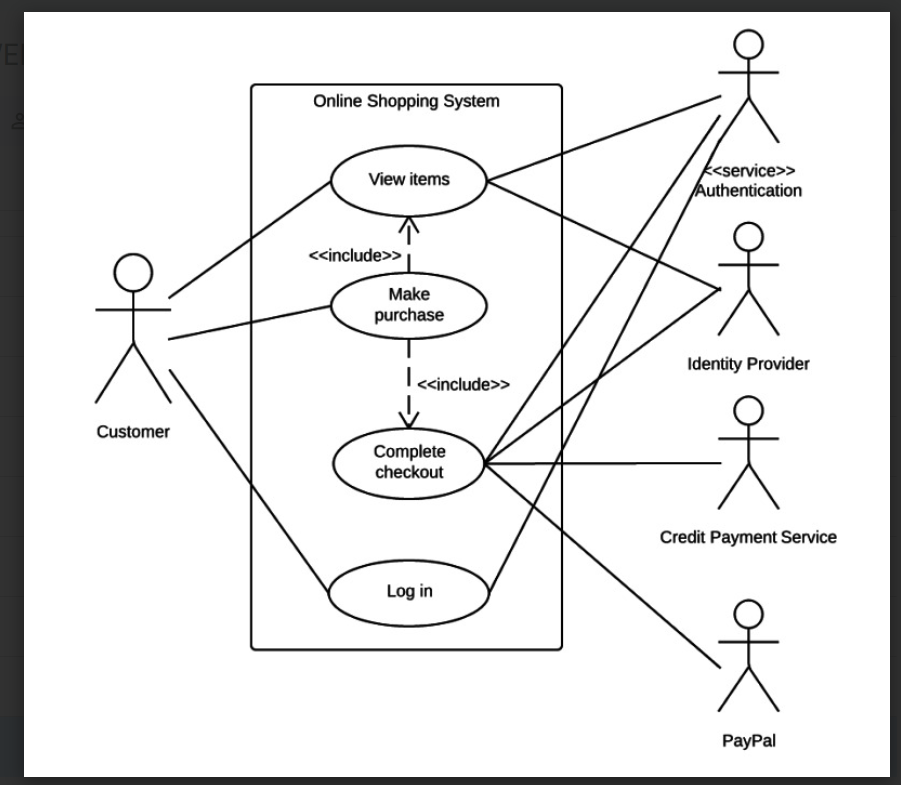 Online Shopping System
View items
<<include>>
Make
purchase
<<include>>
Complete
checkout
Log in
Customer
<<service>>
Authentication
Identity Provider
Credit Payment Service
PayPal